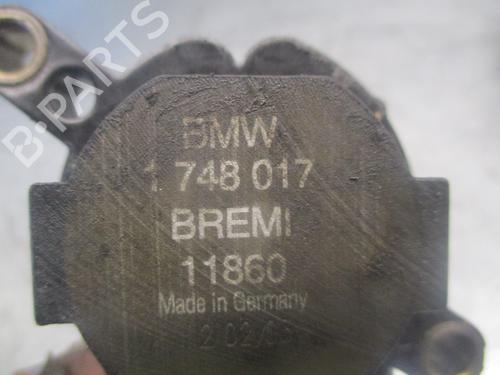 B-PARTS
BMW
1 748 017
BREMI
11860
Made in Germany